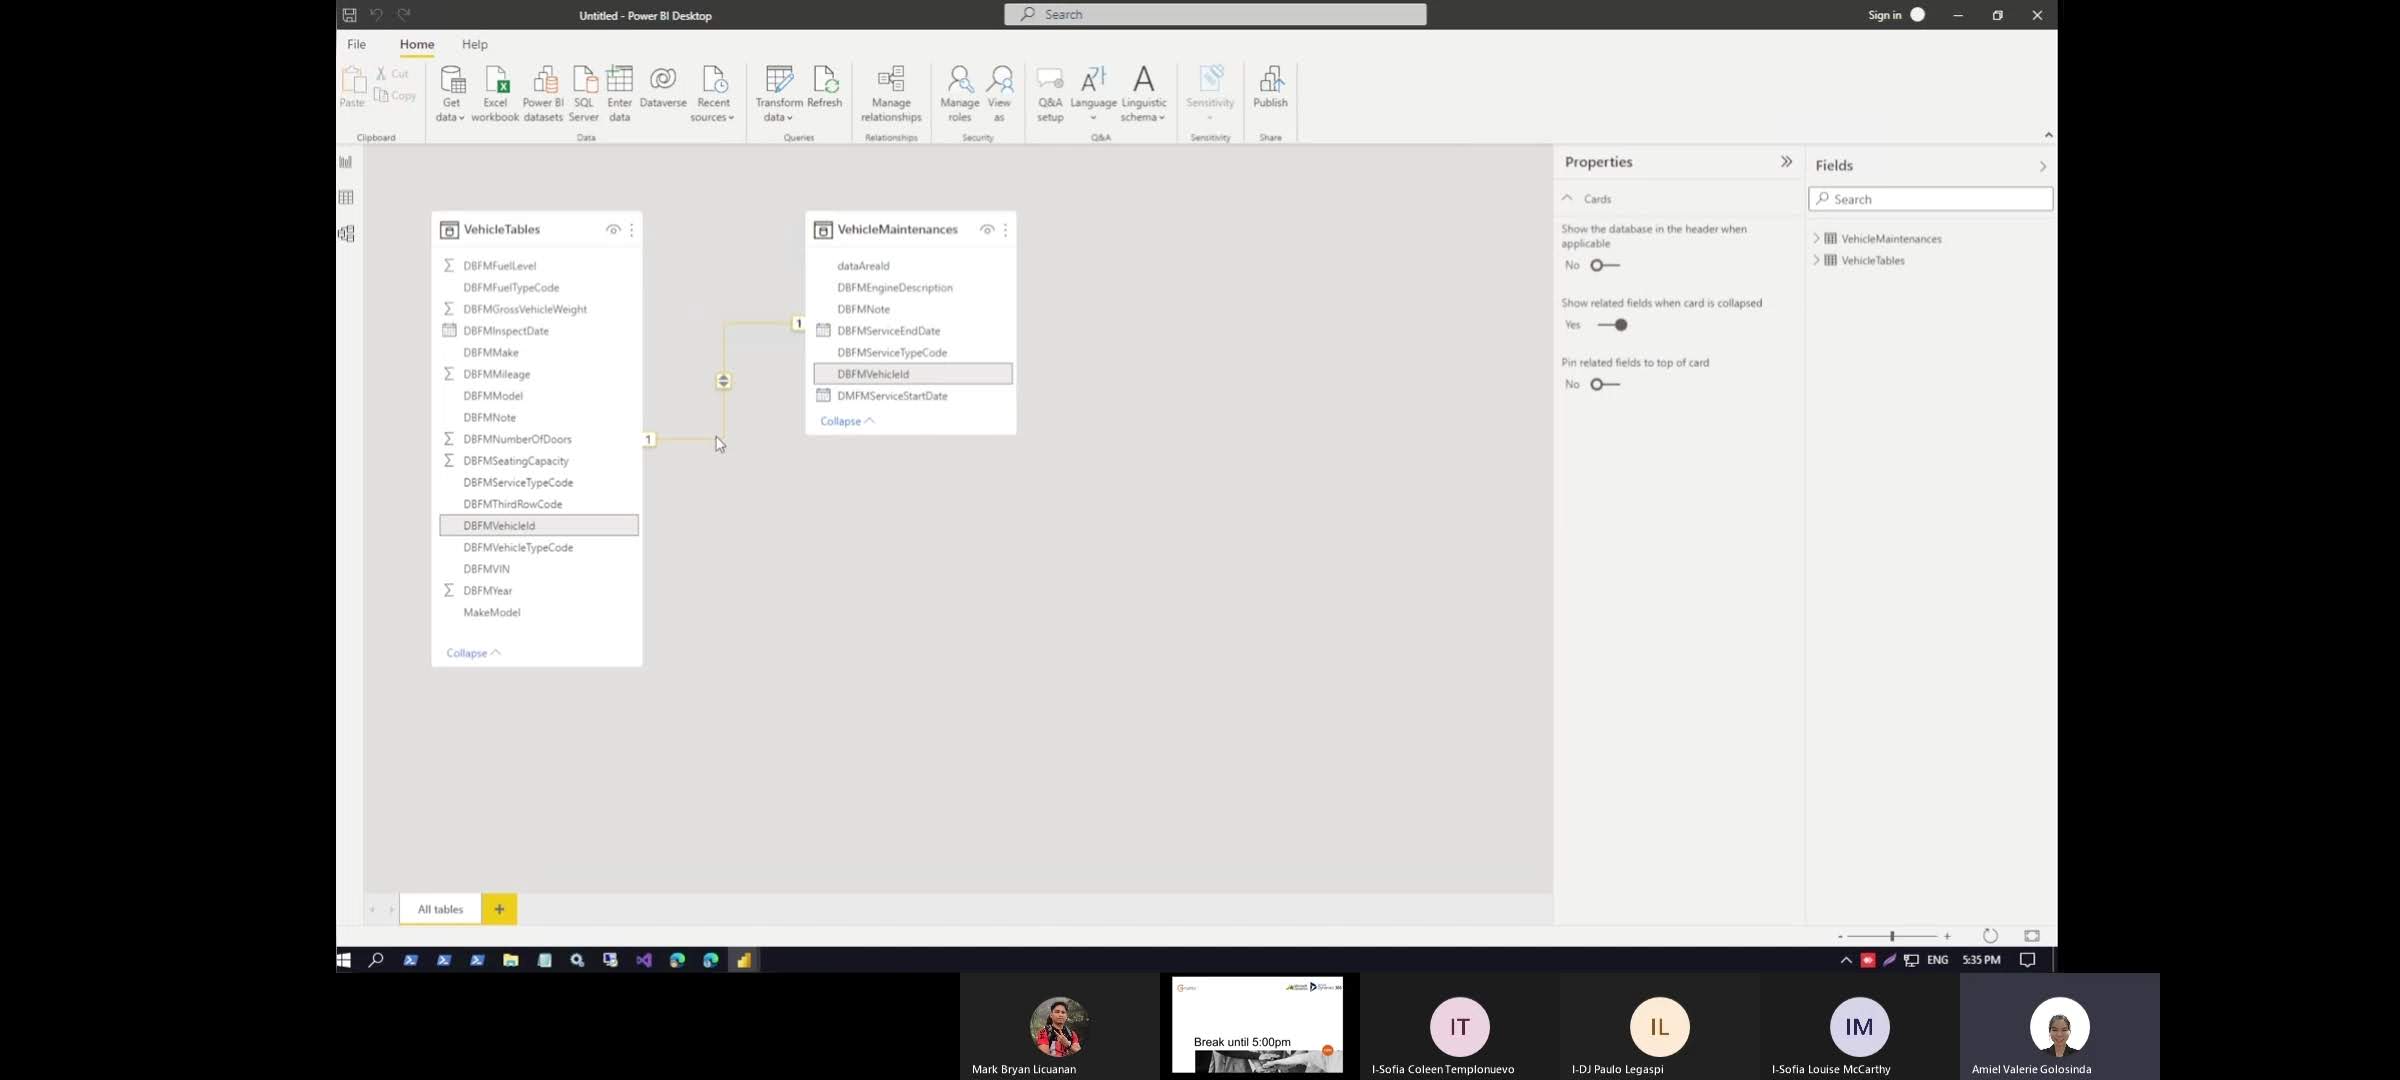 Untitled - Power BI Desktop
Search
Sign in
File
Home
Help
Paste
Cut
Copy
Clipboard
Get data
Excel workbook
Power BI datasets
SQL Server
Enter data
Dataverse
Recent sources
Data
Transform data
Refresh
Queries
Manage relationships
Relationships
Manage roles
View as
Security
Q&A setup
Language
Linguistic schema
Q&A
Sensitivity
Sensitivity
Publish
Share
VehicleTables
DBFMFuelLevel
DBFMFuelTypeCode
DBFMGrossVehicleWeight
DBFMInspectDate
DBFMMake
DBFMMileage
DBFMModel
DBFMNote
DBFMNumberOfDoors
DBFMSeatingCapacity
DBFMServiceTypeCode
DBFMThirdRowCode
DBFMVehicleId
DBFMVehicleTypeCode
DBFMVIN
DBFMYear
MakeModel
Collapse
1
1
VehicleMaintenances
dataAreaId
DBFMEngineDescription
DBFMNote
DBFMServiceEndDate
DBFMServiceTypeCode
DBFMVehicleId
DMFMServiceStartDate
Collapse
Properties
Cards
Show the database in the header when
applicable
No
Show related fields when card is collapsed
Yes
Pin related fields to top of card
No
Fields
Search
VehicleMaintenances
VehicleTables
All tables
ENG
5:35 PM
Break until 5:00pm
IT
IL
IM
Mark Bryan Licuanan
I-Sofia Coleen Templonuevo
I-DJ Paulo Legaspi
I-Sofia Louise McCarthy
Amiel Valerie Golosinda